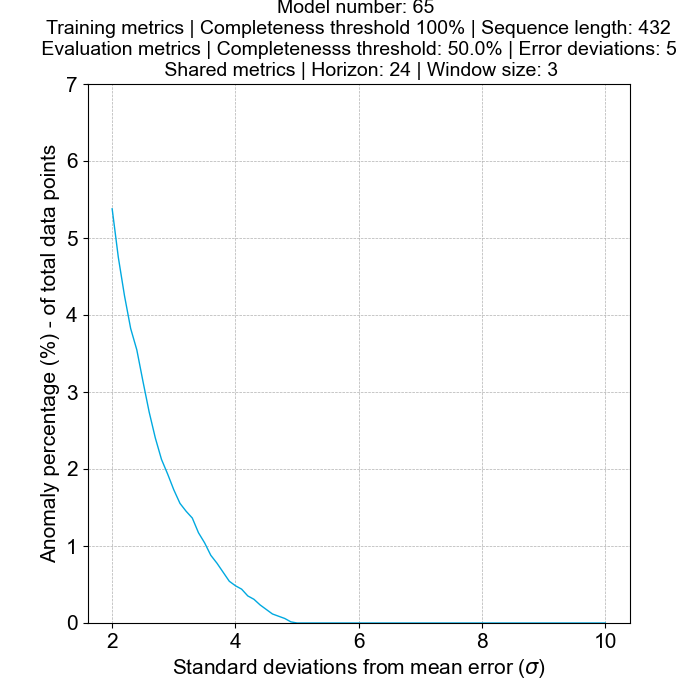 Model number: 65
Training metrics | Completeness threshold 100% | Sequence length: 432
Evaluation metrics | Completenesss threshold: 50.0% | Error deviations: 5
Shared metrics | Horizon: 24 | Window size: 3
7
6
5
4
3
2
1
0
Anomaly percentage (%) - of total data points
2 4 6 8 10
Standard deviations from mean error (σ)